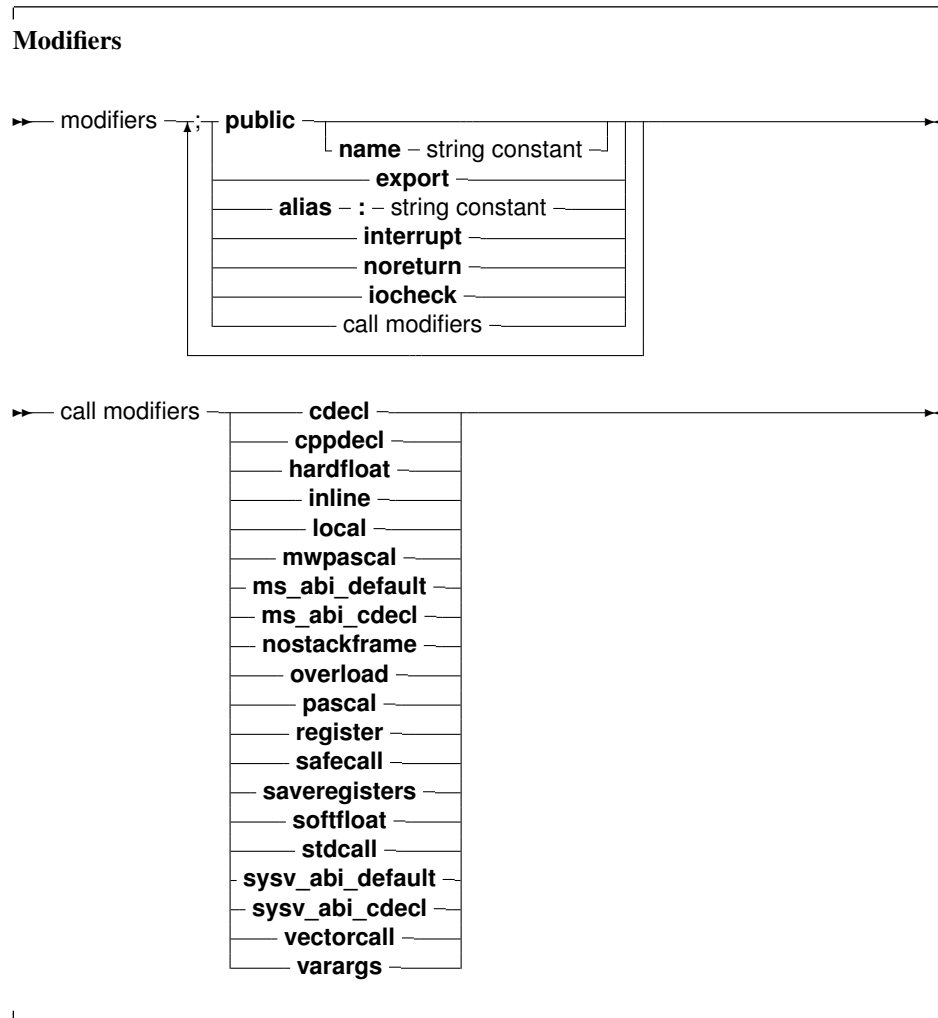 Modifiers
modifiers ; public
name string constant
export
alias : string constant
interrupt
noreturn
iocheck
call modifiers
call modifiers cdecl
cppdecl
hardfloat
inline
local
mwpascal
ms_abi_default
ms_abi_cdecl
nostackframe
overload
pascal
register
safecall
saveregisters
softfloat
stdcall
sysv_abi_default
sysv_abi_cdecl
vectorcall
varargs